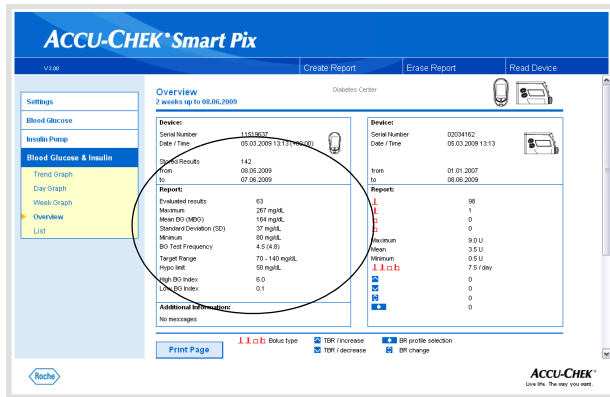 ACCU-CHEK® Smart Pix
V 3.00
Create Report Erase Report Read Device
Settings
Blood Glucose
Insulin Pump
Blood Glucose & Insulin
Trend Graph
Day Graph
Week Graph
Overview
List
Overview
2 weeks up to 08.06.2009
Diabetes Center
Device:
Serial Number 11519637
Date / Time 05.03.2009 13:13 (+00:00)
Stored Results 142
from 08.05.2009
to 07.06.2009
Report:
Evaluated results 63
Maximum 267 mg/dL
Mean BG (MBG) 164 mg/dL
Standard Deviation (SD) 37 mg/dL
Minimum 80 mg/dL
BG Test Frequency 4.5 (4.8)
Target Range 70 - 140 mg/dL
Hypo limit 50 mg/dL
High BG Index 6.0
Low BG Index 0.1
Additional Information:
No messages
Device:
Serial Number 02034162
Date / Time 05.03.2009 13:13
from 01.01.2007
to 08.06.2009
Report:
98
1
0
0
Maximum 9.0 U
Mean 3.5 U
Minimum 0.5 U
7.5 / day
0
0
0
0
Print Page
Bolus type
TBR / increase
BR profile selection
TBR / decrease
BR change
Roche
ACCU-CHEK®
Live life. The way you want.